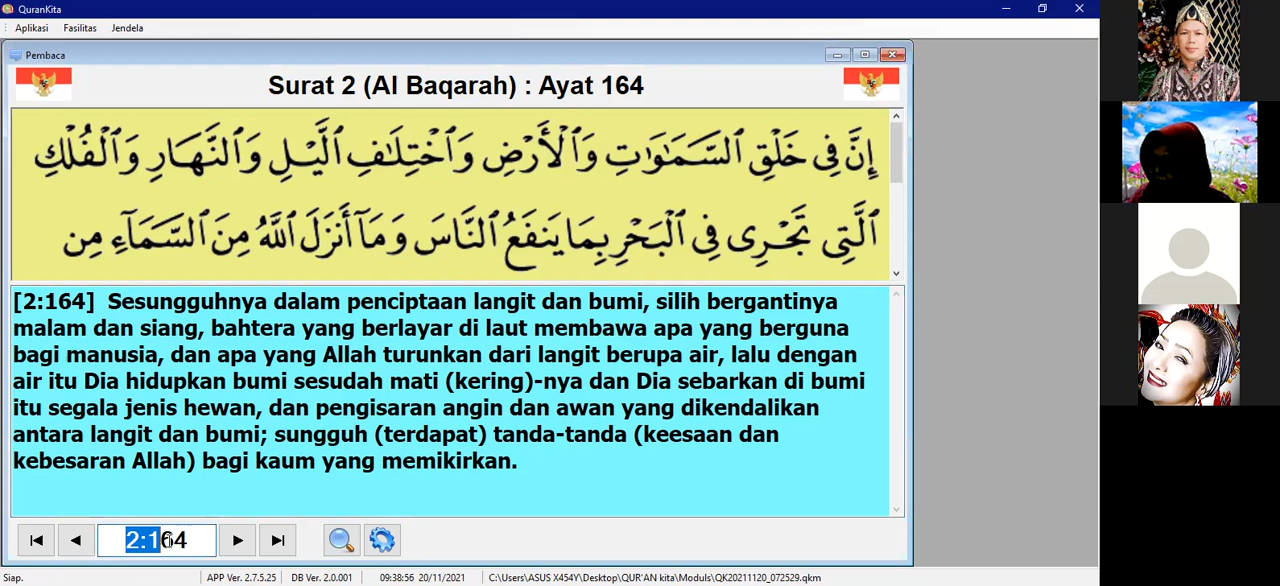 QuranKita
Aplikasi Fasilitas Jendela
Pembaca
Surat 2 (Al Baqarah) : Ayat 164
إِنَّ فِى خَلْقِ ٱلسَّمَـٰوَٰتِ وَٱلْأَرْضِ وَٱخْتِلَـٰفِ ٱلَّيْلِ وَٱلنَّهَارِ وَٱلْفُلْكِ
ٱلَّتِى تَجْرِى فِى ٱلْبَحْرِ بِمَا يَنفَعُ ٱلنَّاسَ وَمَآ أَنزَلَ ٱللَّهُ مِنَ ٱلسَّمَآءِ مِن
[2:164] Sesungguhnya dalam penciptaan langit dan bumi, silih bergantinya
malam dan siang, bahtera yang berlayar di laut membawa apa yang berguna
bagi manusia, dan apa yang Allah turunkan dari langit berupa air, lalu dengan
air itu Dia hidupkan bumi sesudah mati (kering)-nya dan Dia sebarkan di bumi
itu segala jenis hewan, dan pengisaran angin dan awan yang dikendalikan
antara langit dan bumi; sungguh (terdapat) tanda-tanda (keesaan dan
kebesaran Allah) bagi kaum yang memikirkan.
2:164
Siap. APP Ver. 2.7.5.25 DB Ver. 2.0.001 09:38:56 20/11/2021 C:\Users\ASUS X454Y\Desktop\QUR'AN kita\Moduls\QK20211120_072529.qkm